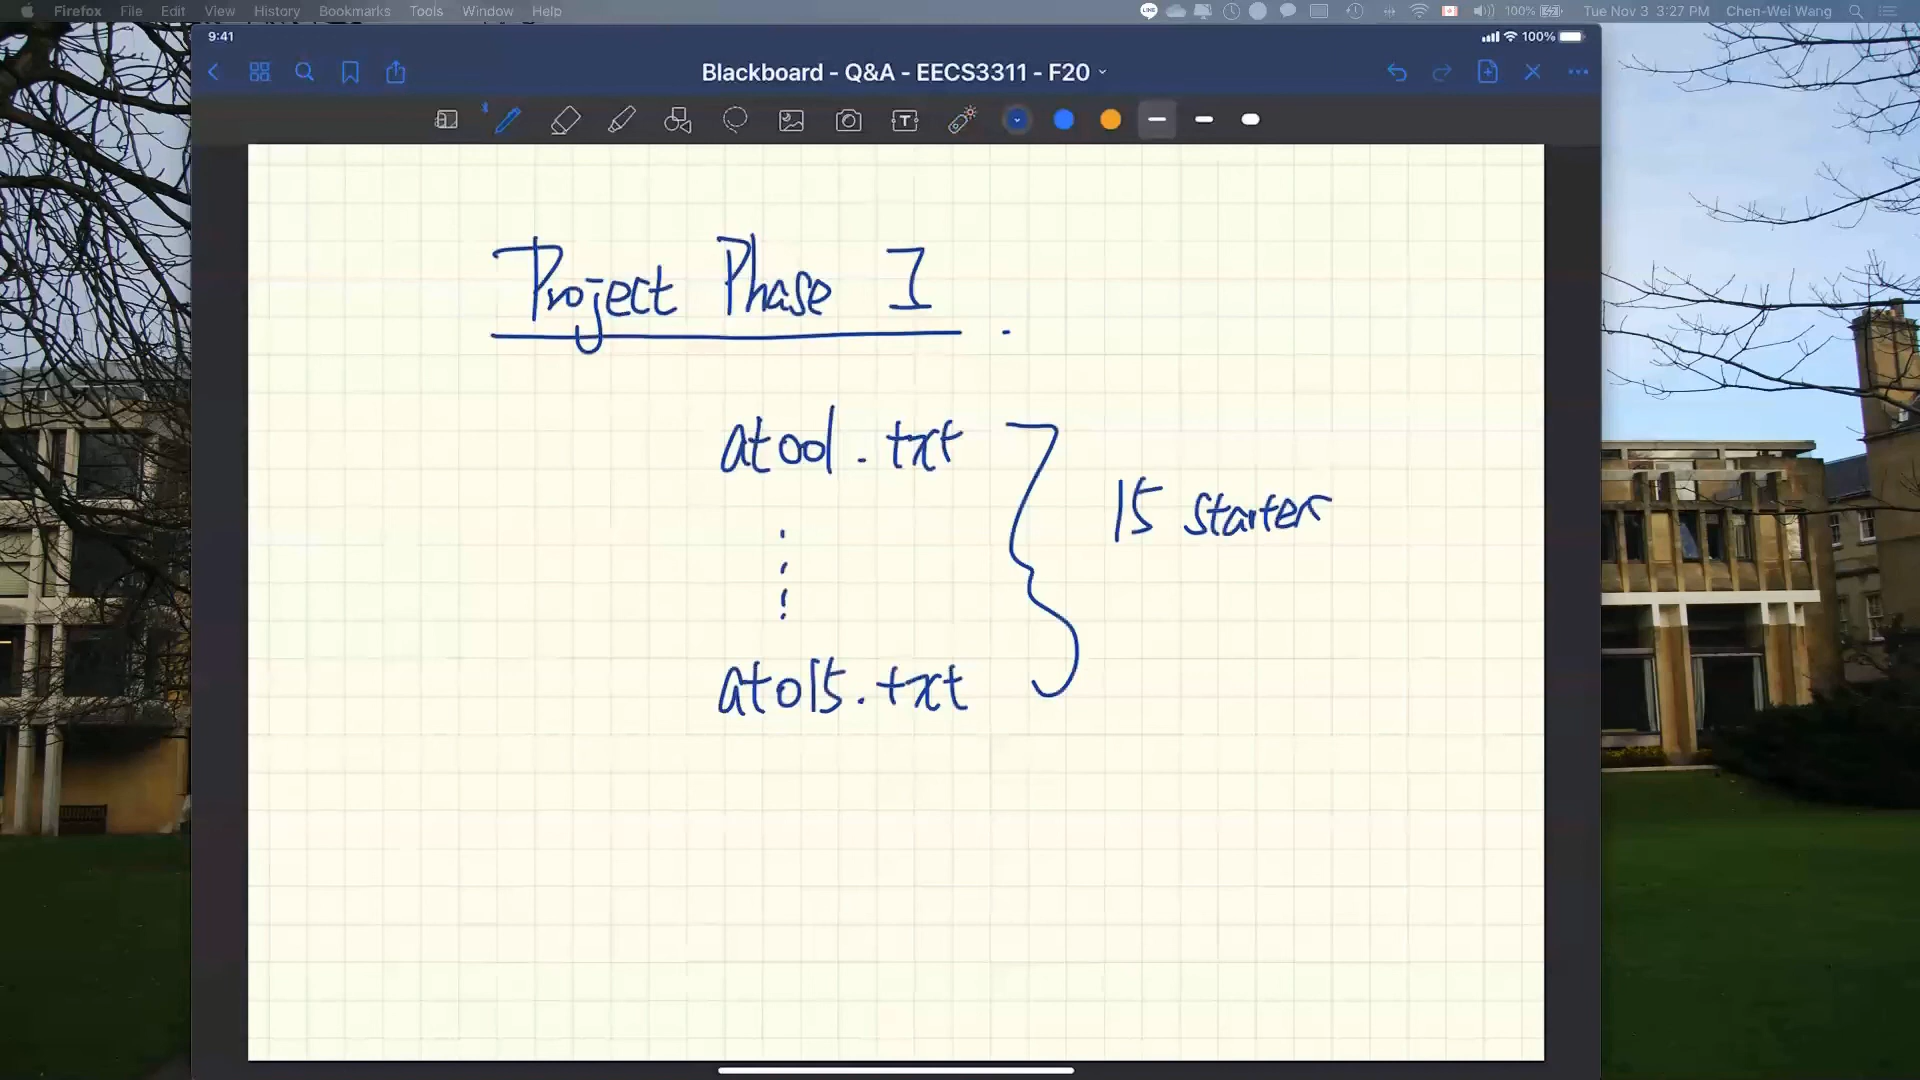 Firefox File Edit View History Bookmarks Tools Window Help 100% Tue Nov 3 3:27 PM Chen-Wei Wang
9:41 100%
Blackboard - Q&A - EECS3311 - F20
Project Phase I .
at001.txt
15 starter
at015.txt